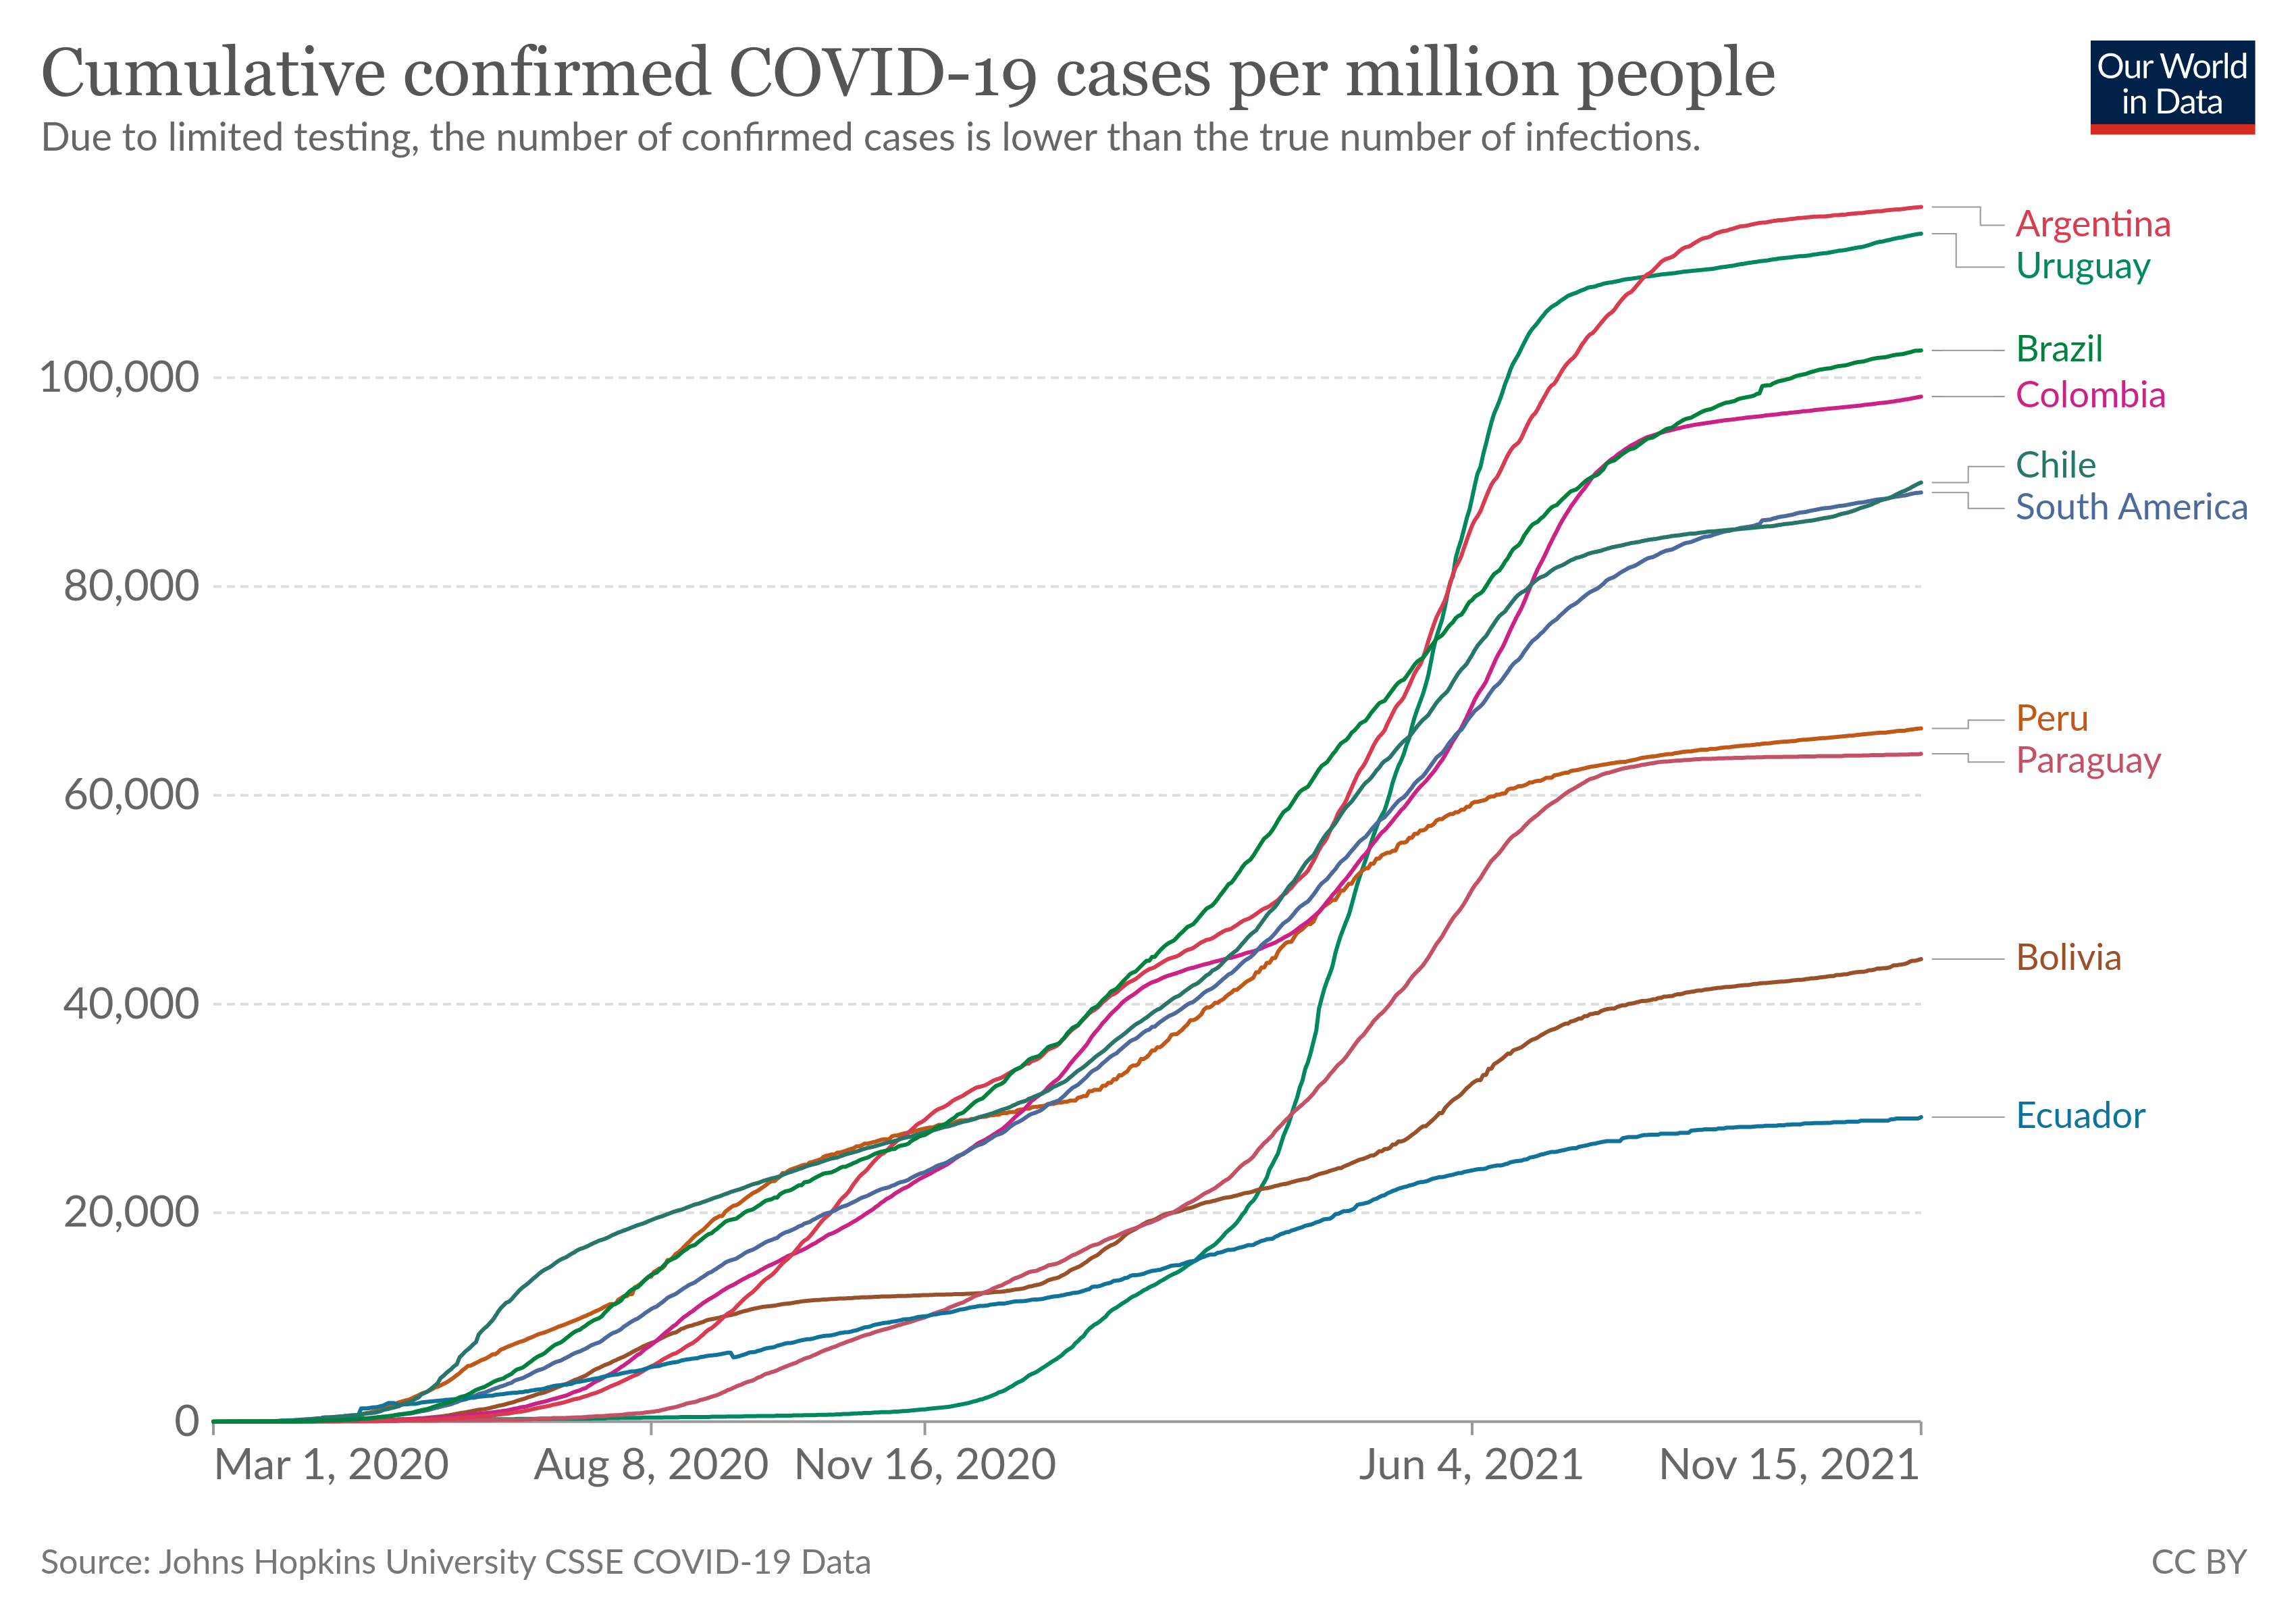 Cumulative confirmed COVID-19 cases per million people
Due to limited testing, the number of confirmed cases is lower than the true number of infections.
Our World
in Data
Argentina
Uruguay
Brazil
100,000
Colombia
Chile
South America
80,000
Peru
Paraguay
60,000
Bolivia
40,000
Ecuador
20,000
0
Mar 1, 2020
Aug 8, 2020
Nov 16, 2020
Jun 4, 2021
Nov 15, 2021
Source: Johns Hopkins University CSSE COVID-19 Data
CC BY